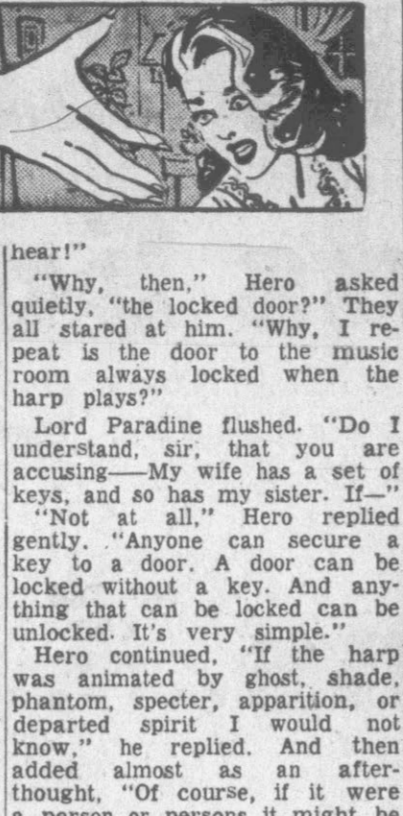 hear!"
"Why, then," Hero asked
quietly, "the locked door?" They
all stared at him. "Why, I re-
peat is the door to the music
room always locked when the
harp plays?"
Lord Paradine flushed. "Do I
understand, sir, that you are
accusing—My wife has a set of
keys, and so has my sister. If—"
"Not at all," Hero replied
gently. "Anyone can secure a
key to a door. A door can be
locked without a key. And any-
thing that can be locked can be
unlocked. It's very simple."
Hero continued, "If the harp
was animated by ghost, shade,
phantom, specter, apparition, or
departed spirit I would not
know," he replied. And then
added almost as an after-
thought, "Of course, if it were
a person or persons it might be